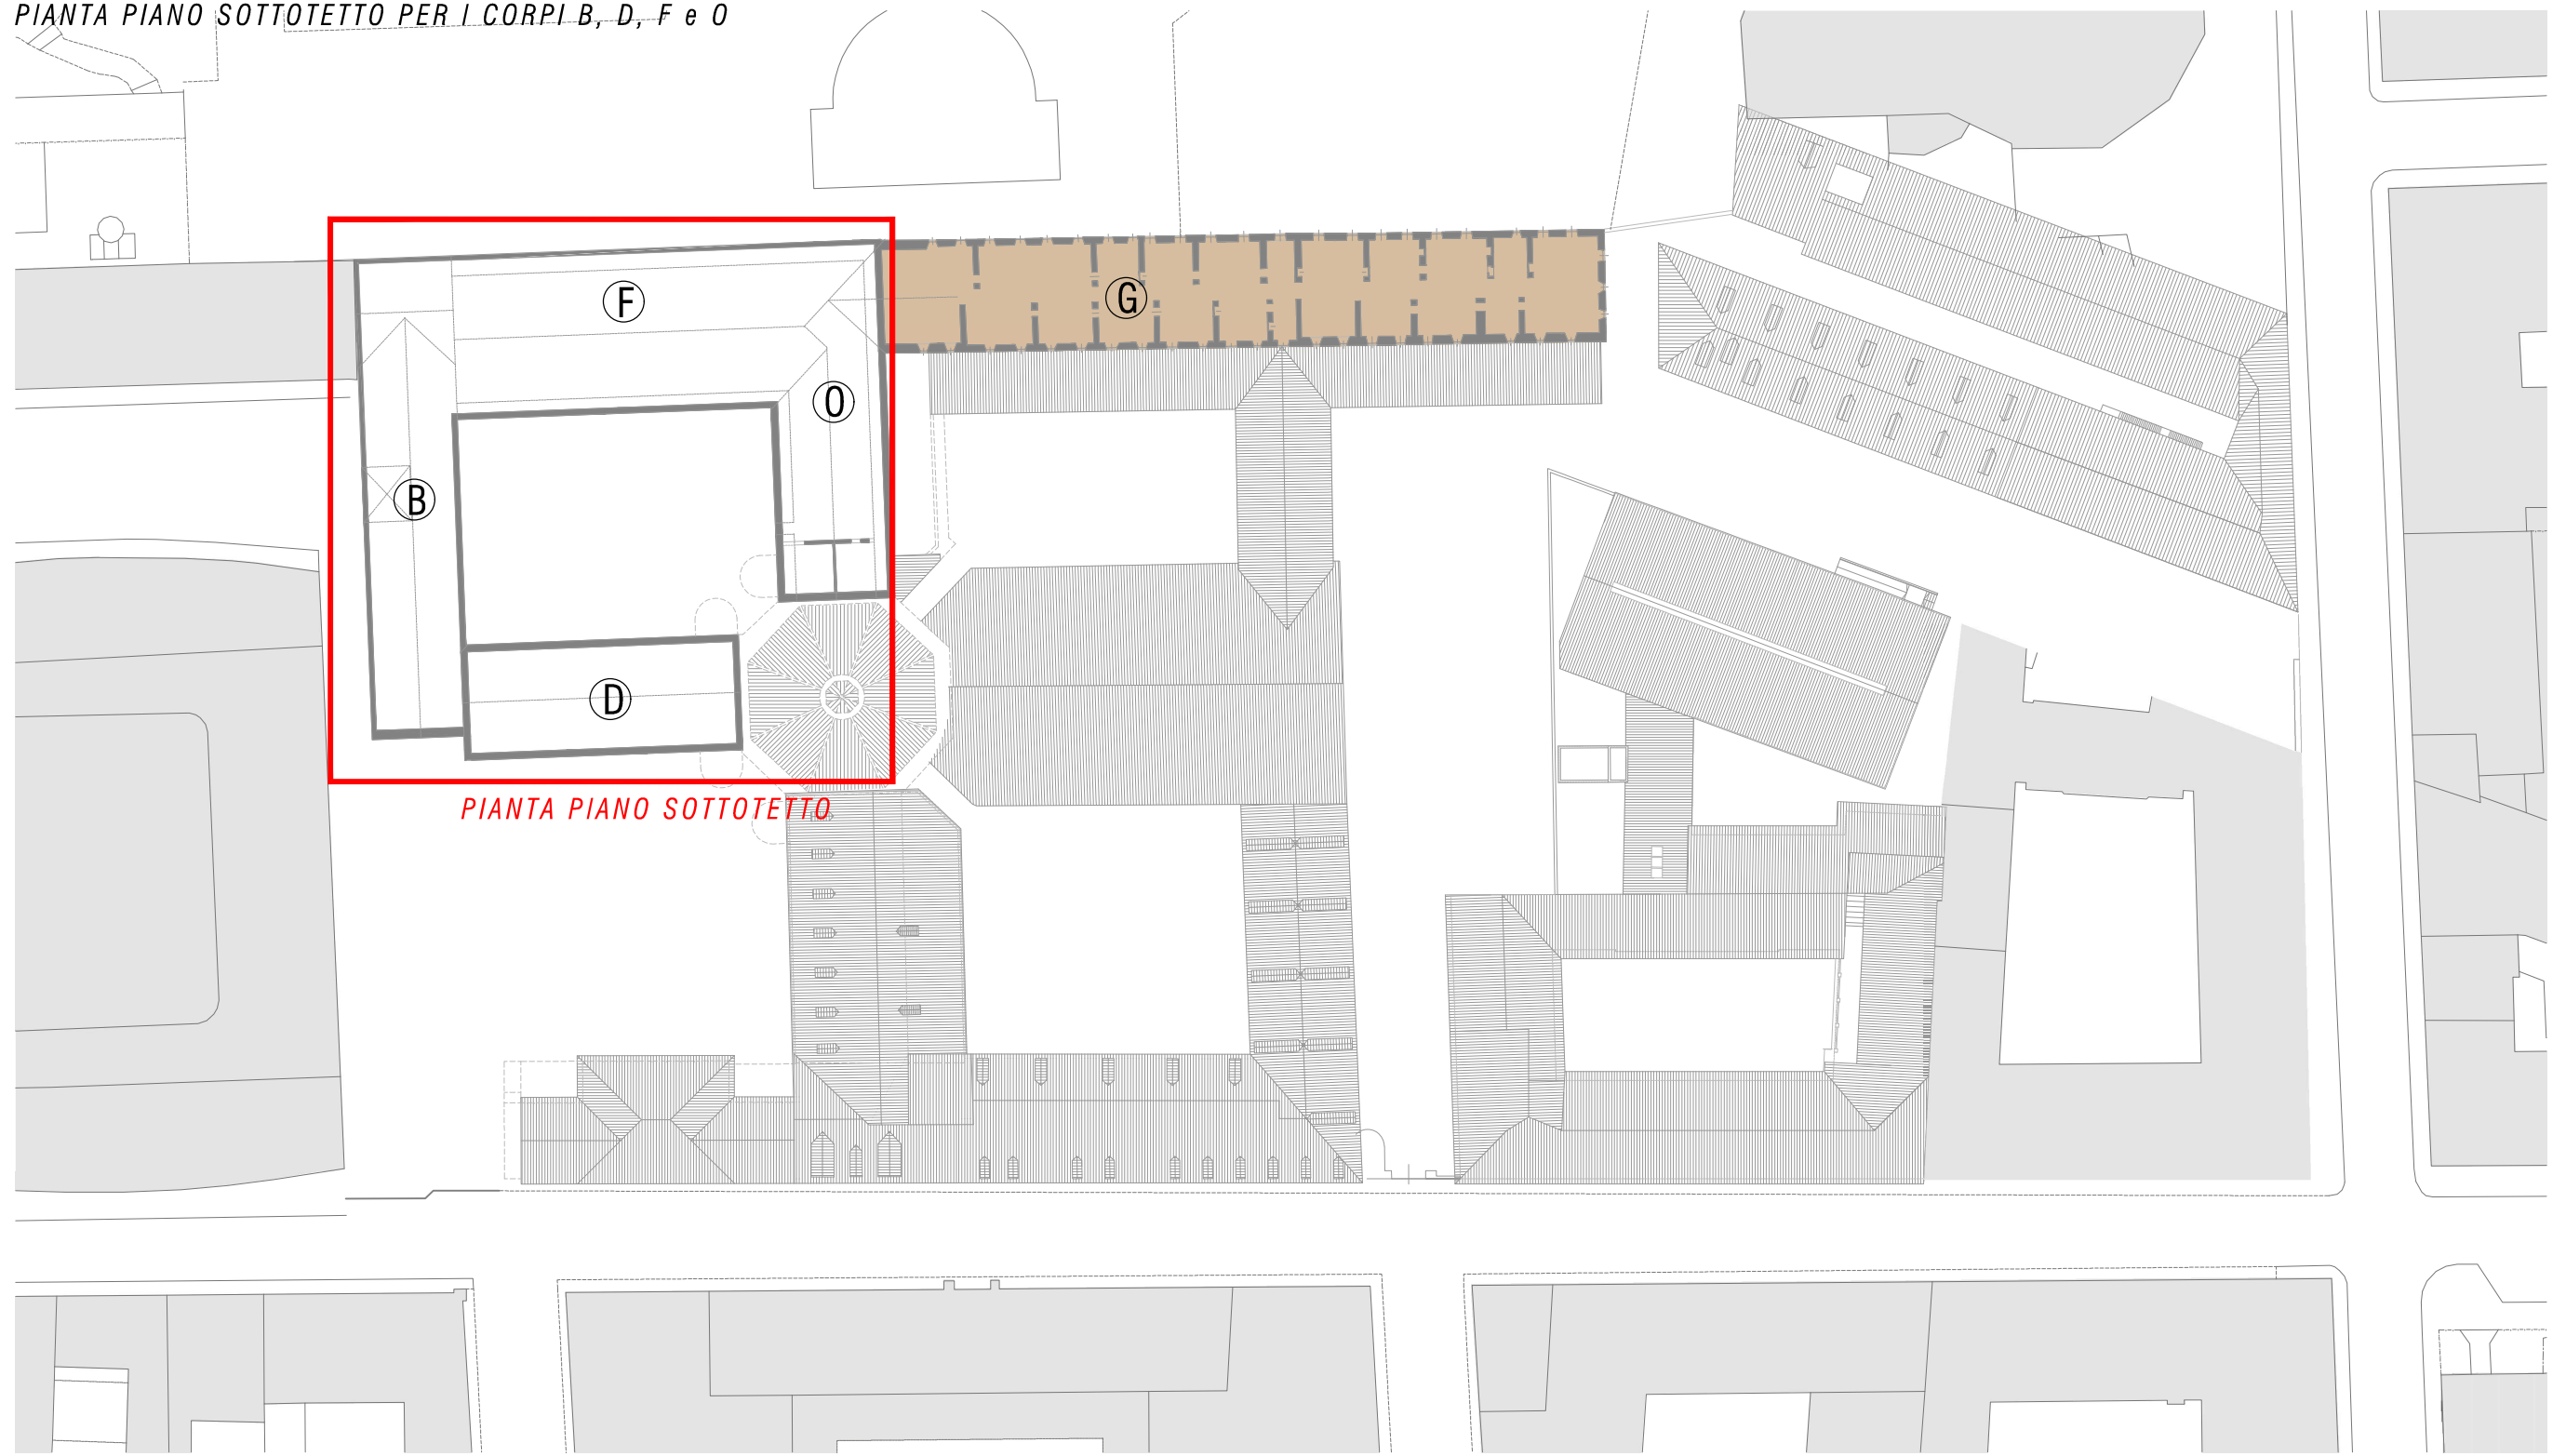 PIANTA PIANO SOTTOTETTO PER I CORPI B, D, F e O
F
G
O
B
D
PIANTA PIANO SOTTOTETTO